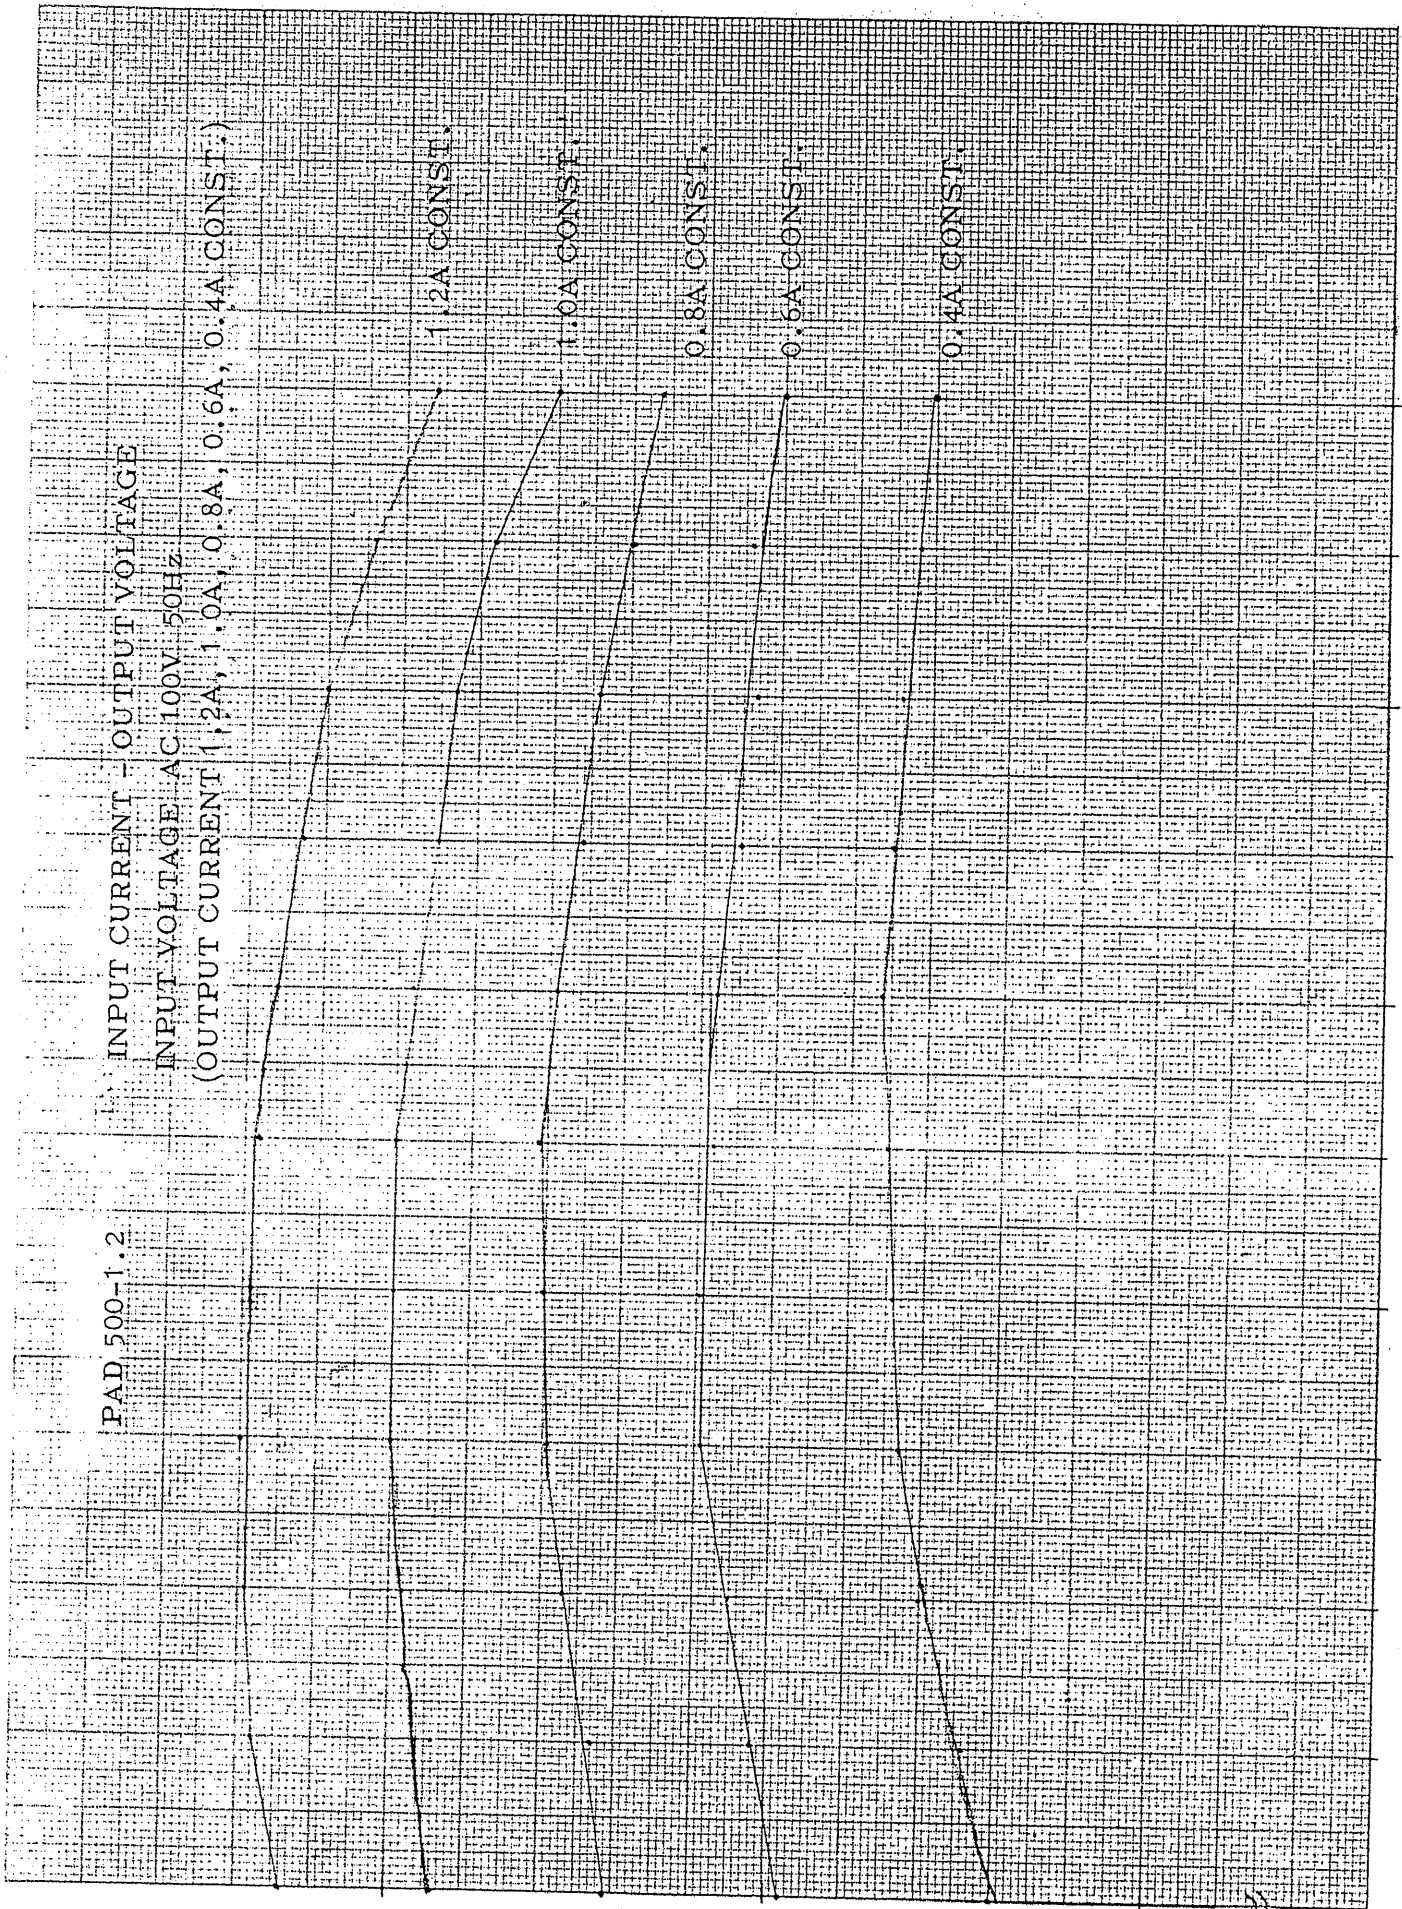 PAD 500-1.2
INPUT CURRENT - OUTPUT VOLTAGE
INPUT VOLTAGE AC 100V 50Hz
(OUTPUT CURRENT 1.2A, 1.0A, 0.8A, 0.6A, 0.4A CONST.)
1.2A CONST.
1.0A CONST.
0.8A CONST.
0.6A CONST.
0.4A CONST.